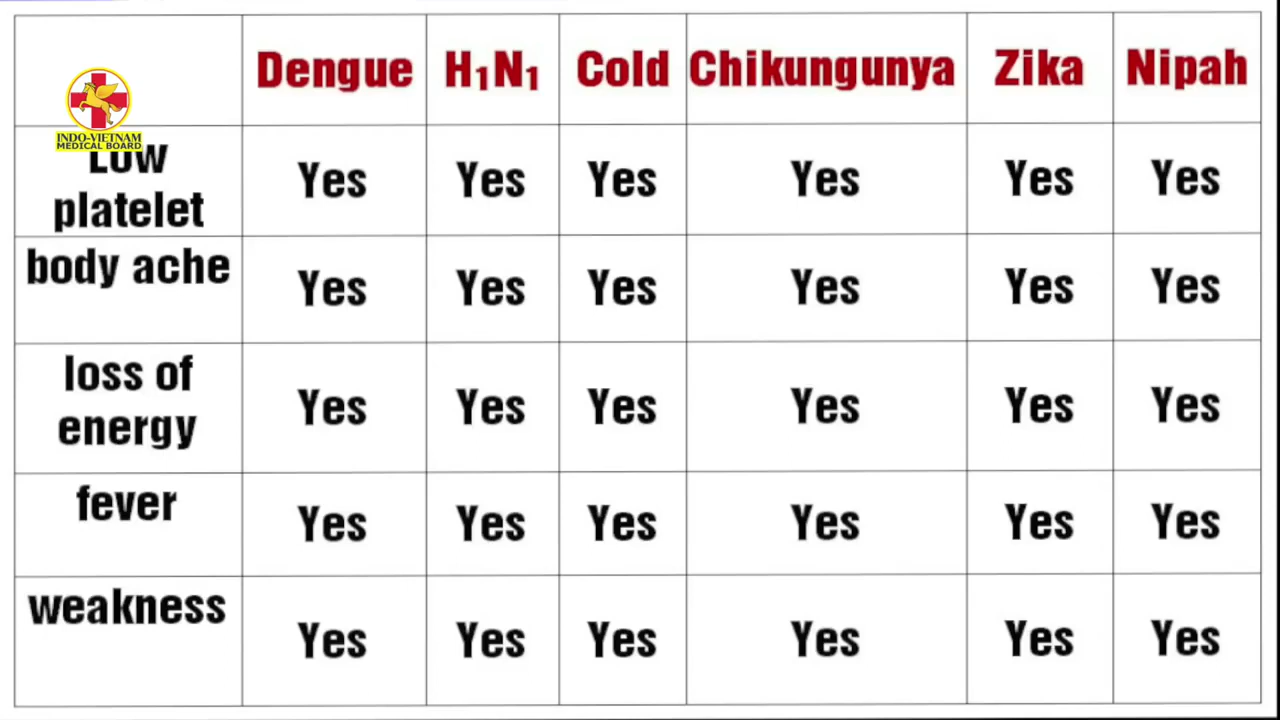 Dengue H₁N₁ Cold Chikungunya Zika Nipah
INDO-VIETNAM
MEDICAL BOARD
Low
platelet Yes Yes Yes Yes Yes Yes
body ache Yes Yes Yes Yes Yes Yes
loss of
energy Yes Yes Yes Yes Yes Yes
fever Yes Yes Yes Yes Yes Yes
weakness Yes Yes Yes Yes Yes Yes